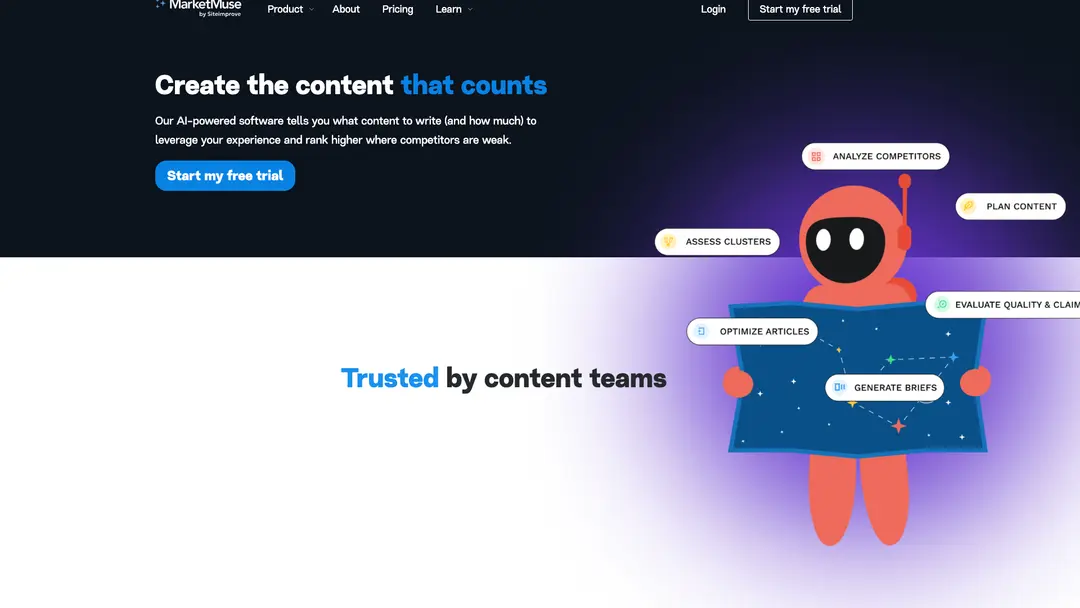 MarketMuse
by Siteimprove
Product
About
Pricing
Learn
Login
Start my free trial
Create the content that counts
Our AI-powered software tells you what content to write (and how much) to
leverage your experience and rank higher where competitors are weak.
Start my free trial
ANALYZE COMPETITORS
PLAN CONTENT
ASSESS CLUSTERS
EVALUATE QUALITY & CLAIM
OPTIMIZE ARTICLES
GENERATE BRIEFS
Trusted by content teams